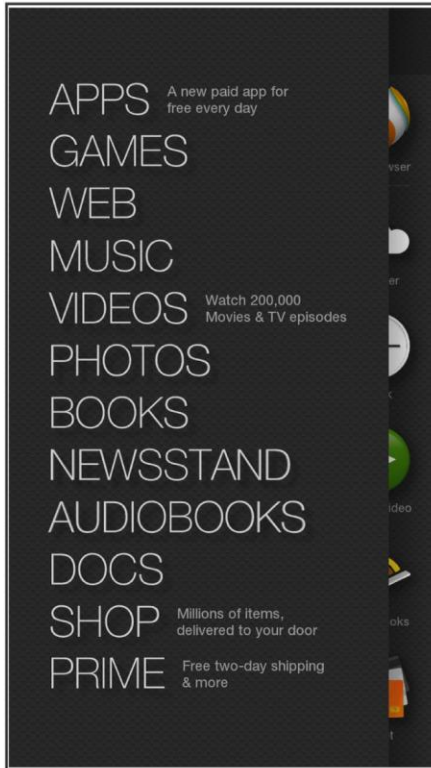 APPS
A new paid app for
free every day
GAMES
WEB
MUSIC
VIDEOS
Watch 200,000
Movies & TV episodes
PHOTOS
BOOKS
NEWSSTAND
AUDIOBOOKS
DOCS
SHOP
Millions of items,
delivered to your door
PRIME
Free two-day shipping
& more